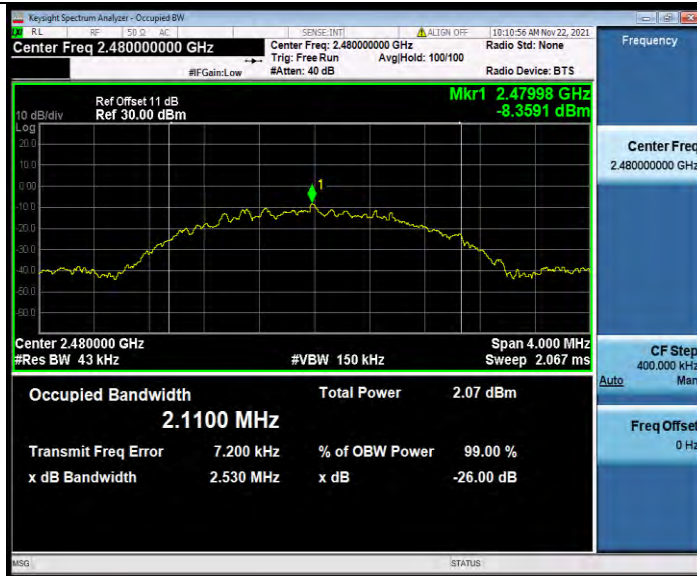 Keysight Spectrum Analyzer - Occupied BW
RL RF 50 Ω AC SENSE:INT ALIGN OFF 10:10:56 AM Nov 22, 2021
Center Freq 2.480000000 GHz
Center Freq: 2.480000000 GHz
Radio Std: None
Trig: Free Run Avg|Hold: 100/100
#IFGain:Low
#Atten: 40 dB
Radio Device: BTS
Frequency
Mkr1 2.47998 GHz
-8.3591 dBm
Ref Offset 11 dB
10 dB/div Ref 30.00 dBm
Log
20.0
10.0
0.00
-10.0
-20.0
-30.0
-40.0
-50.0
-60.0
1
Center 2.480000 GHz
Span 4.000 MHz
#Res BW 43 kHz
#VBW 150 kHz
Sweep 2.067 ms
Occupied Bandwidth
2.1100 MHz
Total Power 2.07 dBm
Transmit Freq Error 7.200 kHz
% of OBW Power 99.00 %
x dB Bandwidth 2.530 MHz
x dB -26.00 dB
Center Freq
2.480000000 GHz
CF Step
400.000 kHz
Auto Man
Freq Offset
0 Hz
MSG
STATUS